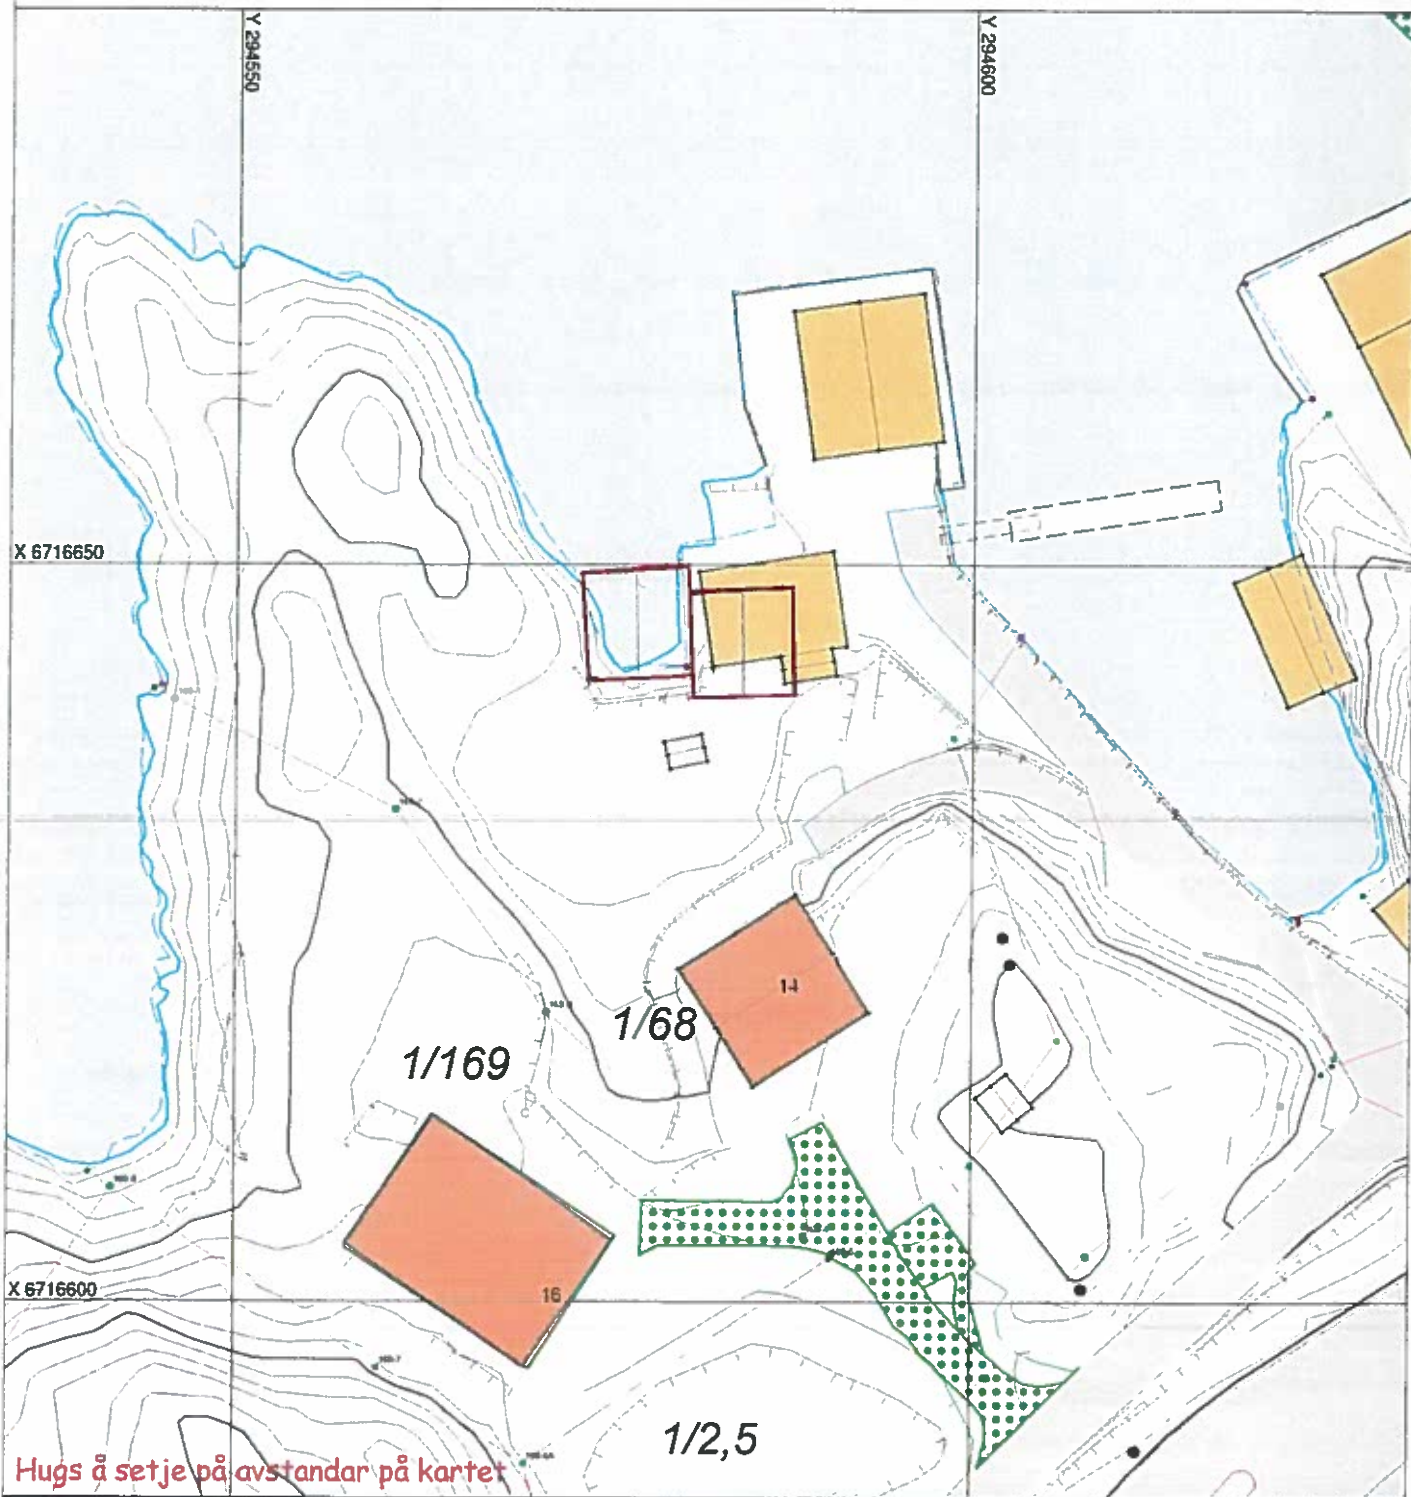 Y 294550
Y 294600
X 6716650
14
1/68
1/169
X 6716600
16
1/2,5
Hugs å setje på avstandar på kartet